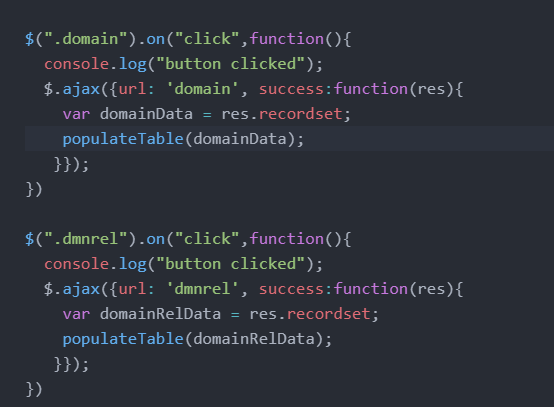 $(".domain").on("click",function(){
  console.log("button clicked");
  $.ajax({url: 'domain', success:function(res){
    var domainData = res.recordset;
    populateTable(domainData);
   }});
})

$(".dmnrel").on("click",function(){
  console.log("button clicked");
  $.ajax({url: 'dmnrel', success:function(res){
    var domainRelData = res.recordset;
    populateTable(domainRelData);
   }});
})